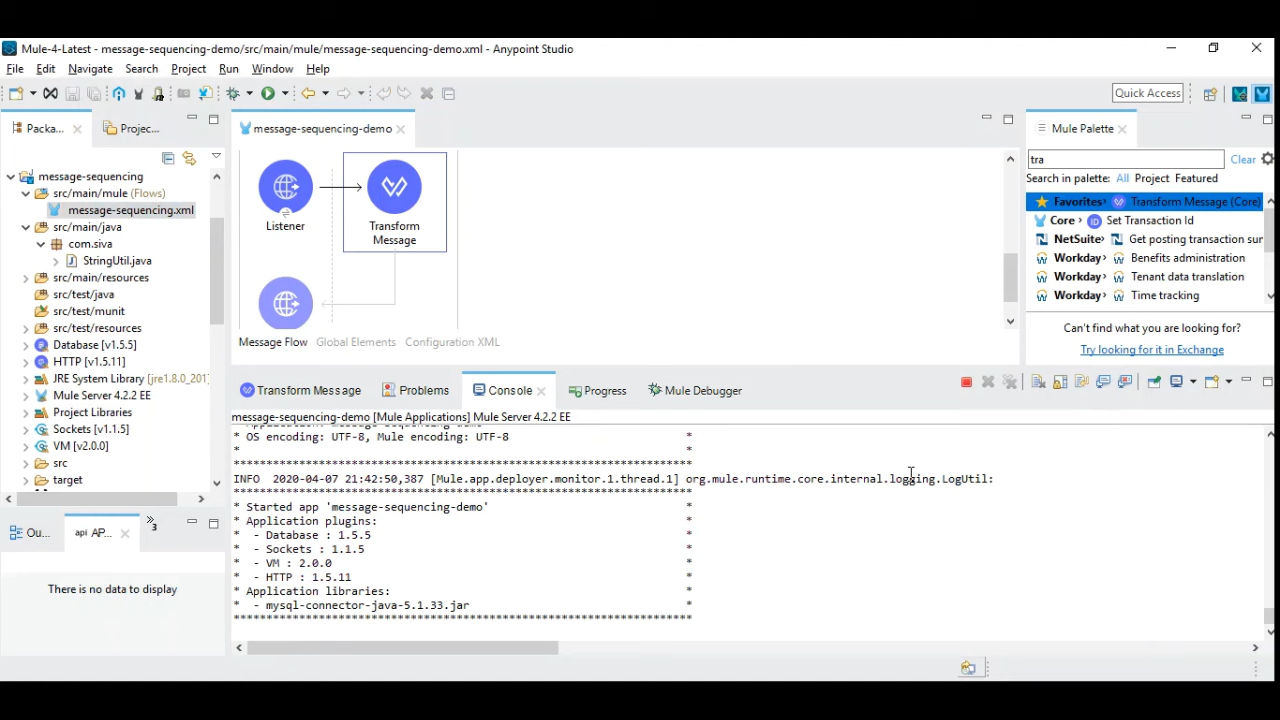 Mule-4-Latest - message-sequencing-demo/src/main/mule/message-sequencing-demo.xml - Anypoint Studio
File Edit Navigate Search Project Run Window Help
Quick Access
Packa...
Projec...
message-sequencing
src/main/mule (Flows)
message-sequencing.xml
src/main/java
com.siva
StringUtil.java
src/main/resources
src/test/java
src/test/munit
src/test/resources
Database [v1.5.5]
HTTP [v1.5.11]
JRE System Library [jre1.8.0_201]
Mule Server 4.2.2 EE
Project Libraries
Sockets [v1.1.5]
VM [v2.0.0]
src
target
Ou...
api AP...
3
There is no data to display
message-sequencing-demo
Listener
Transform
Message
Message Flow Global Elements Configuration XML
Mule Palette
tra
Clear
Search in palette: All Project Featured
Favorites› Transform Message (Core)
Core› Set Transaction Id
NetSuite› Get posting transaction sur
Workday› Benefits administration
Workday› Tenant data translation
Workday› Time tracking
Can't find what you are looking for?
Try looking for it in Exchange
Transform Message
Problems
Console
Progress
Mule Debugger
message-sequencing-demo [Mule Applications] Mule Server 4.2.2 EE
* OS encoding: UTF-8, Mule encoding: UTF-8 *
* *
*****************************************************************
INFO 2020-04-07 21:42:50,387 [Mule.app.deployer.monitor.1.thread.1] org.mule.runtime.core.internal.logging.LogUtil:
*****************************************************************
* Started app 'message-sequencing-demo' *
* Application plugins: *
* - Database : 1.5.5 *
* - Sockets : 1.1.5 *
* - VM : 2.0.0 *
* - HTTP : 1.5.11 *
* Application libraries: *
* - mysql-connector-java-5.1.33.jar *
*****************************************************************